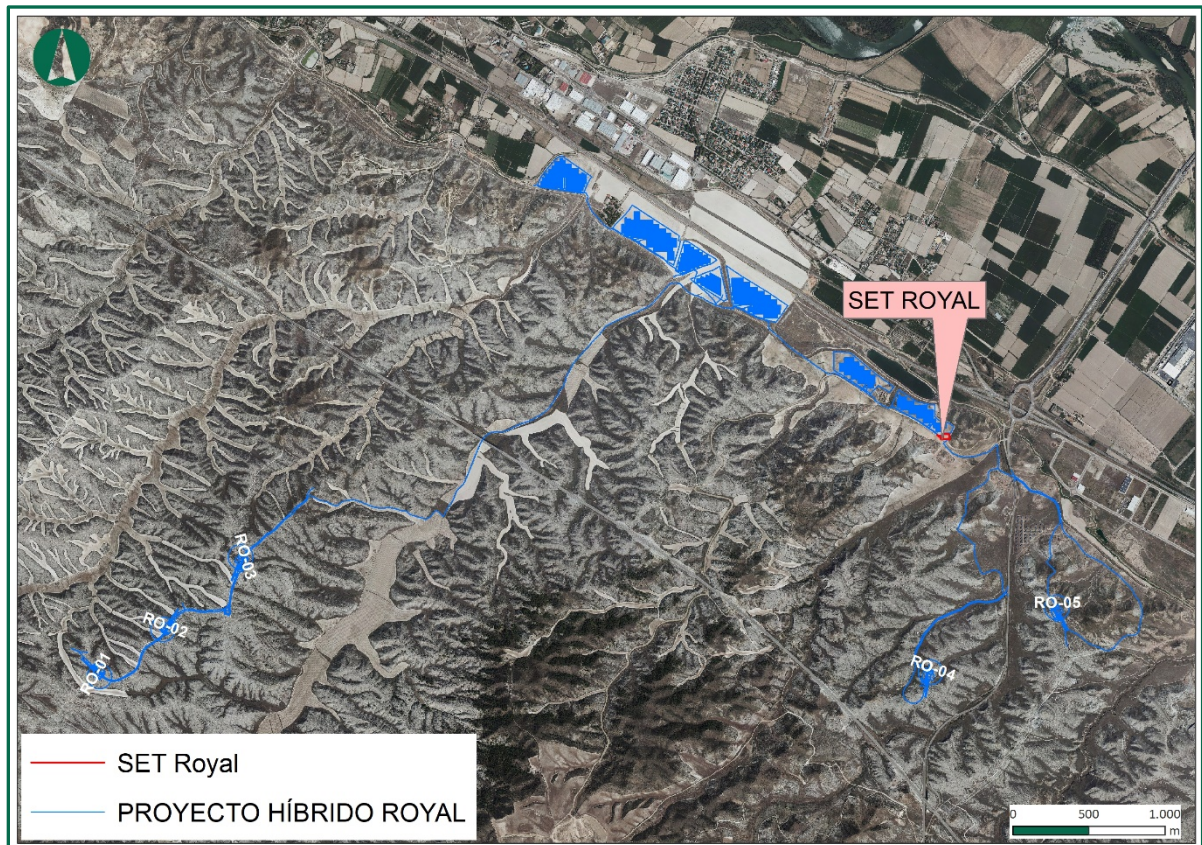 SET ROYAL
RO-03
RO-02
RO-01
RO-05
RO-04
SET Royal
PROYECTO HÍBRIDO ROYAL
0 500 1.000
m